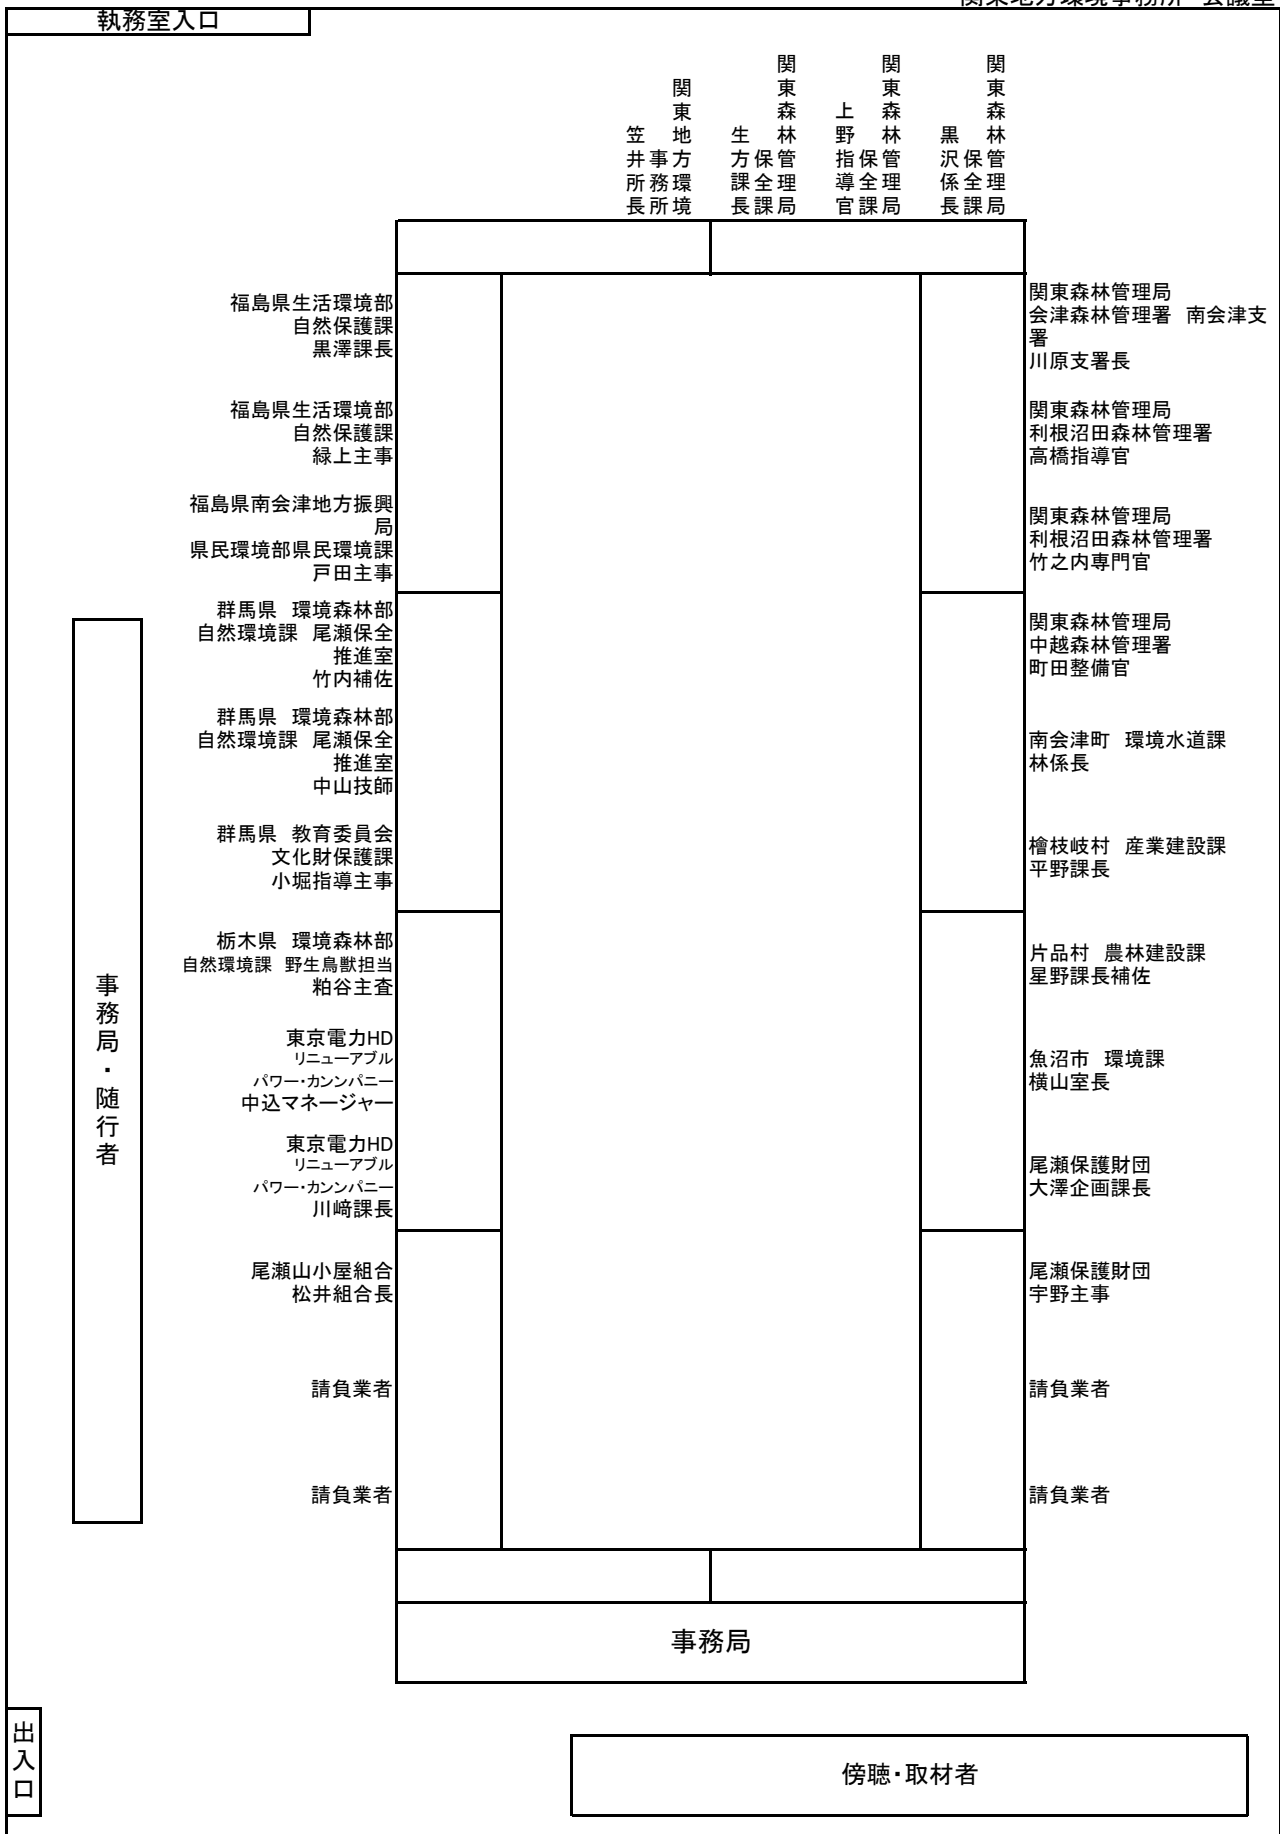 関東地方環境事務所 会議室
執務室入口
関東地方環境
事務所
笠井所長
関東森林管理局
保全課
生方課長
関東森林管理局
保全課
上野指導官
関東森林管理局
保全課
黒沢係長
福島県生活環境部
自然保護課
黒澤課長
福島県生活環境部
自然保護課
緑上主事
福島県南会津地方振興
局
県民環境部県民環境課
戸田主事
群馬県 環境森林部
自然環境課 尾瀬保全
推進室
竹内補佐
群馬県 環境森林部
自然環境課 尾瀬保全
推進室
中山技師
群馬県 教育委員会
文化財保護課
小堀指導主事
栃木県 環境森林部
自然環境課 野生鳥獣担当
粕谷主査
東京電力HD
リニューアブル
パワー・カンンパニー
中込マネージャー
東京電力HD
リニューアブル
パワー・カンンパニー
川﨑課長
尾瀬山小屋組合
松井組合長
請負業者
請負業者
関東森林管理局
会津森林管理署 南会津支
署
川原支署長
関東森林管理局
利根沼田森林管理署
高橋指導官
関東森林管理局
利根沼田森林管理署
竹之内専門官
関東森林管理局
中越森林管理署
町田整備官
南会津町 環境水道課
林係長
檜枝岐村 産業建設課
平野課長
片品村 農林建設課
星野課長補佐
魚沼市 環境課
横山室長
尾瀬保護財団
大澤企画課長
尾瀬保護財団
宇野主事
請負業者
請負業者
事務局・随行者
事務局
出入口
傍聴・取材者